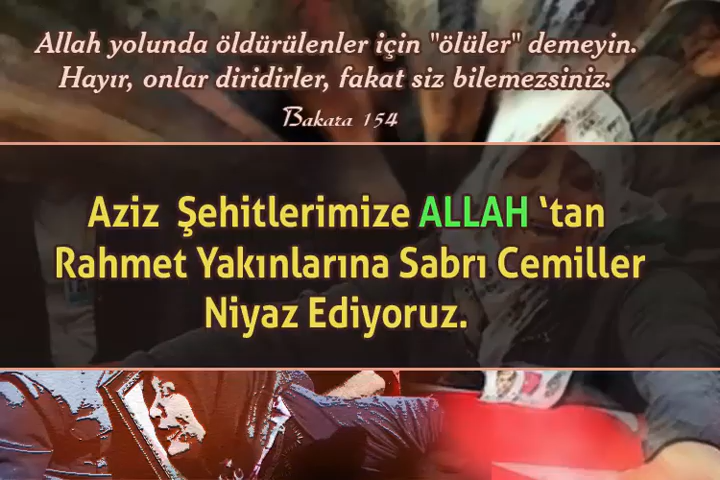 Allah yolunda öldürülenler için "ölüler" demeyin.
Hayır, onlar diridirler, fakat siz bilemezsiniz.
Bakara 154
Aziz Şehitlerimize ALLAH ‘tan
Rahmet Yakınlarına Sabrı Cemiller
Niyaz Ediyoruz.